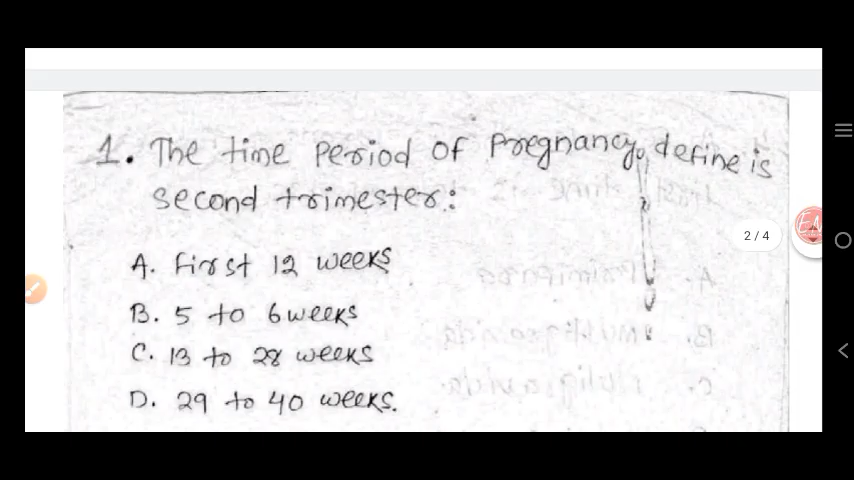 1. The time period of pregnancy define is
second trimester:
A. first 12 weeks
B. 5 to 6 weeks
C. 13 to 28 weeks
D. 29 to 40 weeks.
2 / 4